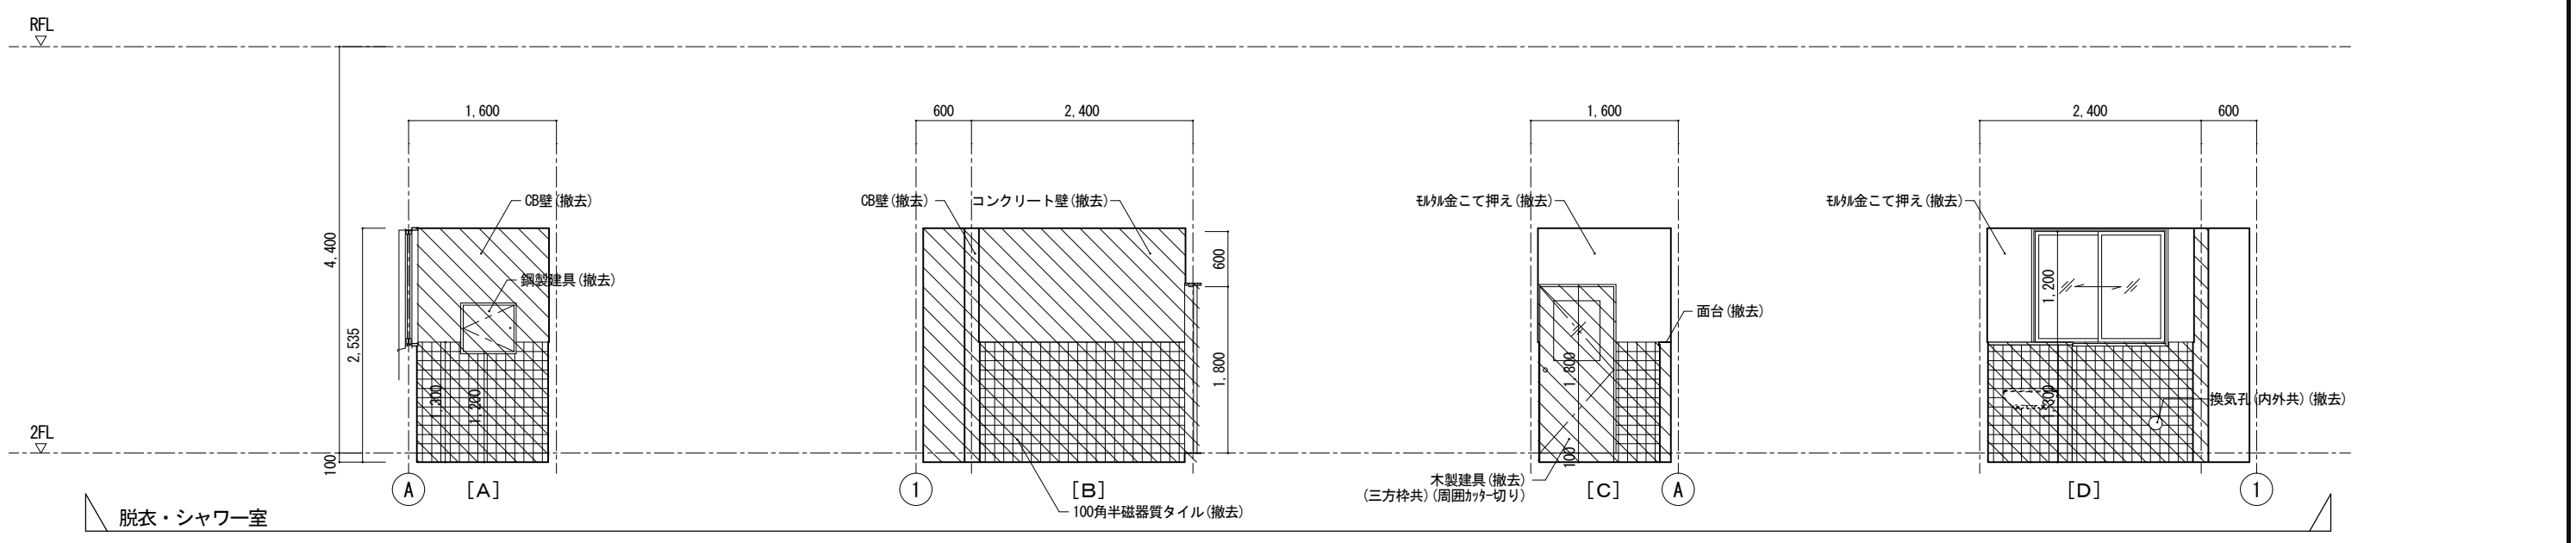 RFL
1,600
600
2,400
1,600
2,400
600
CB壁(撤去)
CB壁(撤去)
コンクリート壁(撤去)
ﾓﾙﾀﾙ金こて押え(撤去)
ﾓﾙﾀﾙ金こて押え(撤去)
4,400
2,535
鋼製建具(撤去)
600
1,200
面台(撤去)
1,300
1,200
1,800
1,800
1,300
換気孔(内外共)(撤去)
2FL
100
100
木製建具(撤去)
(三方枠共)(周囲ｶｯﾀｰ切り)
A
[A]
1
[B]
[C]
A
[D]
1
100角半磁器質タイル(撤去)
脱衣・シャワー室